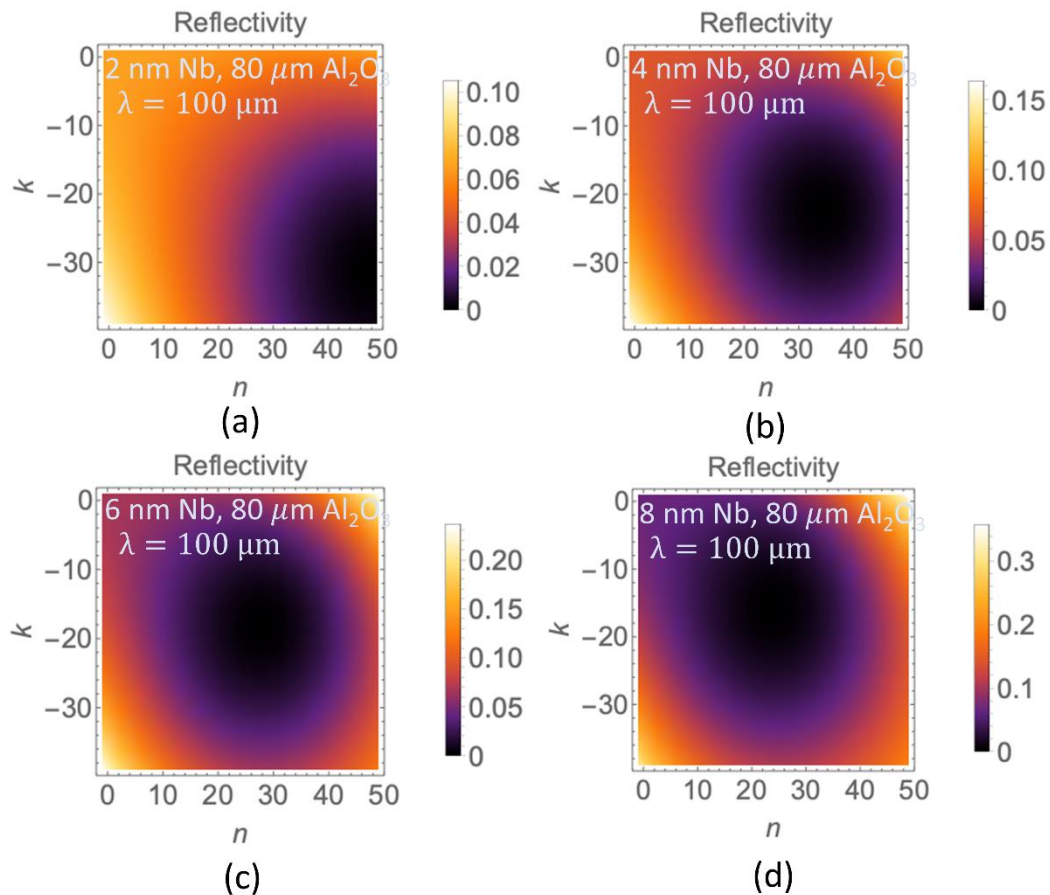 Reflectivity
2 nm Nb, 80 μm Al₂O₃
λ = 100 μm
0
−10
−20
−30
k
0 10 20 30 40 50
n
0.10
0.08
0.06
0.04
0.02
0
(a)
Reflectivity
4 nm Nb, 80 μm Al₂O₃
λ = 100 μm
0
−10
−20
−30
k
0 10 20 30 40 50
n
0.15
0.10
0.05
0
(b)
Reflectivity
6 nm Nb, 80 μm Al₂O₃
λ = 100 μm
0
−10
−20
−30
k
0 10 20 30 40 50
n
0.20
0.15
0.10
0.05
0
(c)
Reflectivity
8 nm Nb, 80 μm Al₂O₃
λ = 100 μm
0
−10
−20
−30
k
0 10 20 30 40 50
n
0.3
0.2
0.1
0
(d)